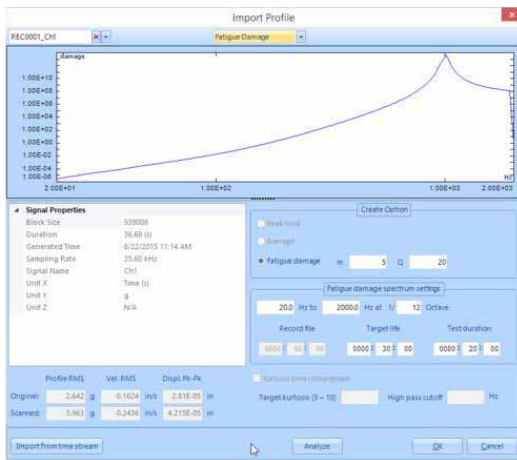 Import Profile
REC0001_Ch1
Fatigue Damage
damage
1.00E+10
1.00E+08
1.00E+06
1.00E+04
1.00E+02
1.00E+00
1.00E-02
1.00E-04
1.00E-06
Hz
2.00E+01 1.00E+02 1.00E+03 2.00E+03
Signal Properties
Block Size 939008
Duration 36.68 (s)
Generated Time 6/22/2015 11:14 AM
Sampling Rate 25.60 kHz
Signal Name Ch1
Unit X Time (s)
Unit Y g
Unit Z N/A
Create Option
Peak hold
Average
Fatigue damage m 5 Q 20
Fatigue damage spectrum settings
20.0 Hz to 2000.0 Hz at 1/ 12 Octave
Record file Target life Test duration
0000 : 00 : 00 0000 : 30 : 00 0000 : 20 : 00
Profile RMS Vel. RMS Displ.Pk-Pk
Original: 2.642 g 0.1624 in/s 2.81E-05 in
Scanned: 3.963 g 0.2436 in/s 4.215E-05 in
Kurtosis time compression
Target kurtosis (3 ~ 10) High pass cutoff Hz
Import from time stream Analyze OK Cancel